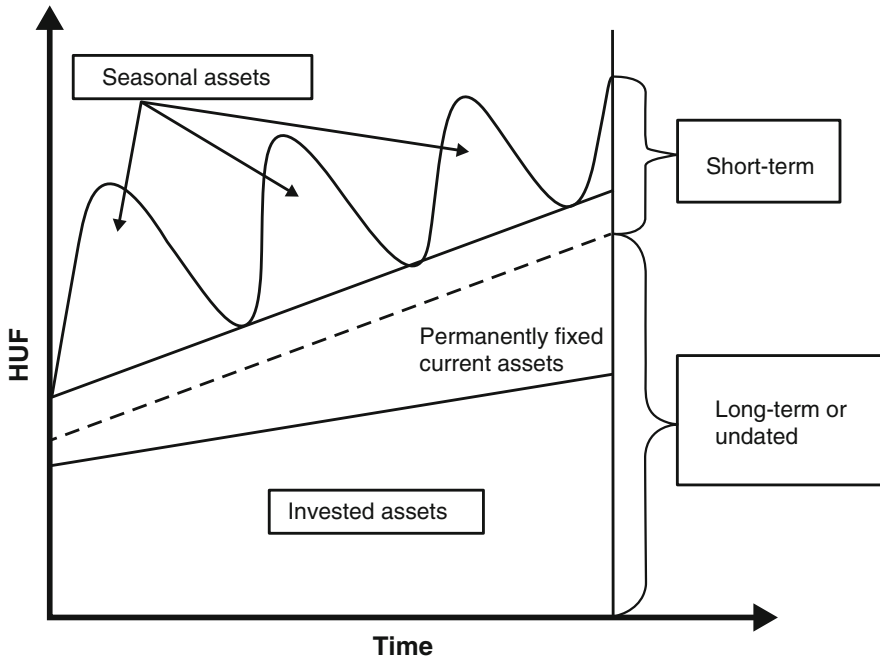 Seasonal assets
Short-term
HUF
Permanently fixed
current assets
Long-term or
undated
Invested assets
Time